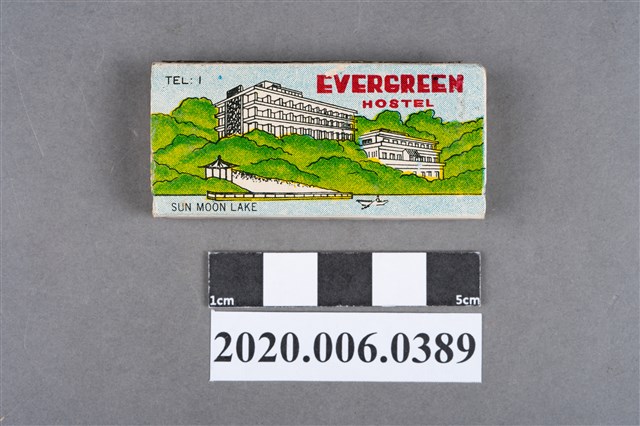 TEL: 1
EVERGREEN
HOSTEL
SUN MOON LAKE
1cm 5cm
2020.006.0389